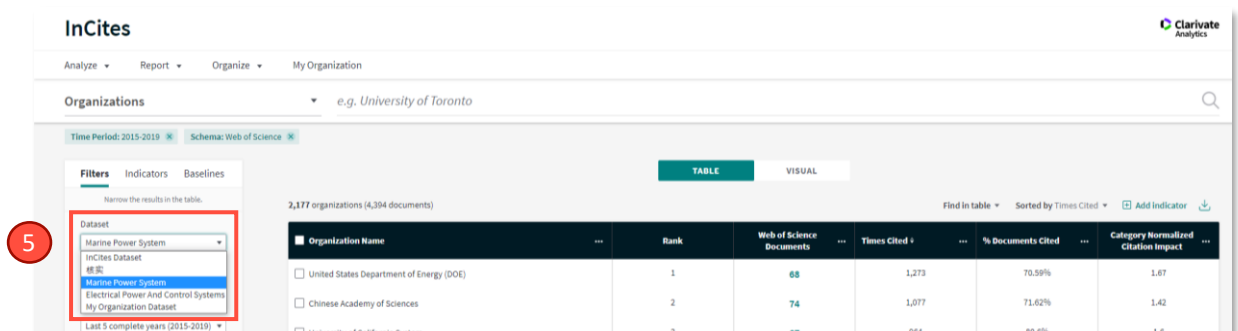 InCites
Clarivate
Analytics
Analyze Report Organize My Organization
Organizations e.g. University of Toronto
Time Period: 2015-2019 Schema: Web of Science
Filters Indicators Baselines
TABLE VISUAL
Narrow the results in the table.
2,177 organizations (4,394 documents) Find in table Sorted by Times Cited Add indicator
5
Dataset
Marine Power System
InCites Dataset
核实
Marine Power System
Electrical Power And Control Systems
My Organization Dataset
Last 5 complete years (2015-2019)
Organization Name ... Rank Web of Science Documents ... Times Cited ... % Documents Cited ... Category Normalized Citation Impact ...
United States Department of Energy (DOE) 1 68 1,273 70.59% 1.67
Chinese Academy of Sciences 2 74 1,077 71.62% 1.42